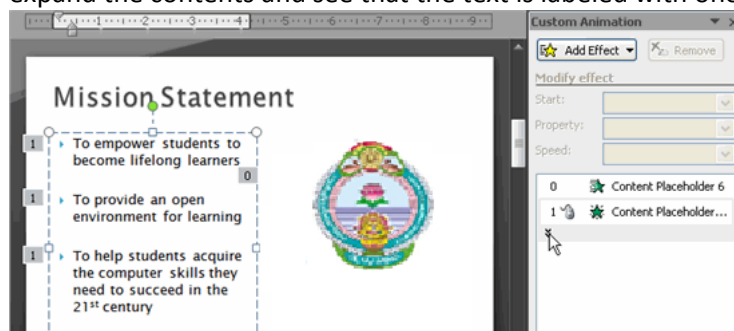 expand the contents and see that the text is labeled with one
1 2 3 4 5 6 7 8 9
Custom Animation
Add Effect
Remove
Modify effect
Start:
Property:
Speed:
0 Content Placeholder 6
1 Content Placeholder...
Mission Statement
1 To empower students to
become lifelong learners
0
1 To provide an open
environment for learning
1 To help students acquire
the computer skills they
need to succeed in the
21st century